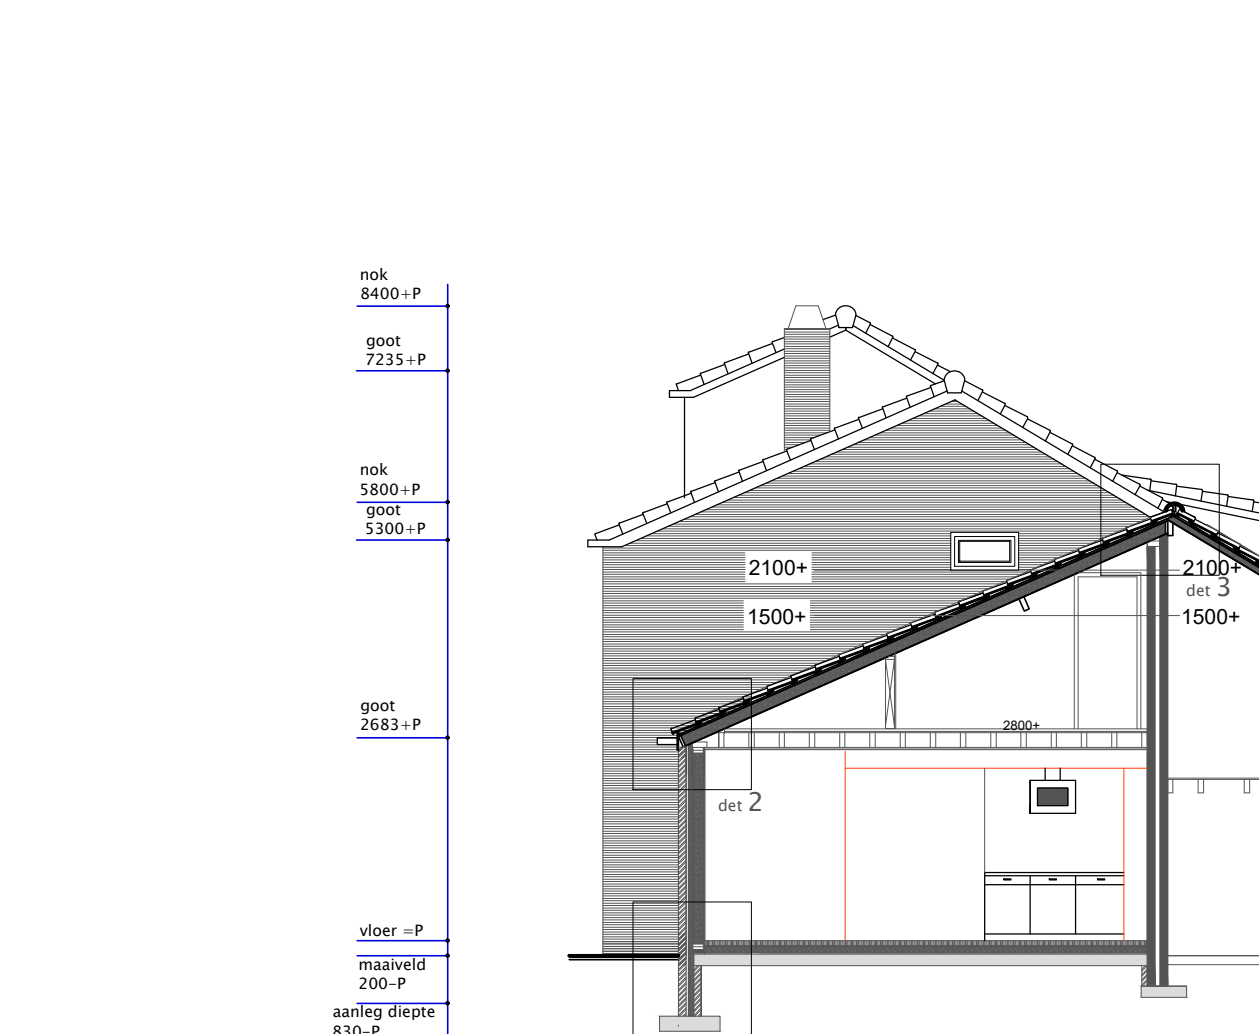 nok
8400+P
goot
7235+P
nok
5800+P
goot
5300+P
2100+
2100+
det 3
1500+
1500+
goot
2683+P
2800+
det 2
vloer =P
maaiveld
200-P
aanleg diepte
830-P